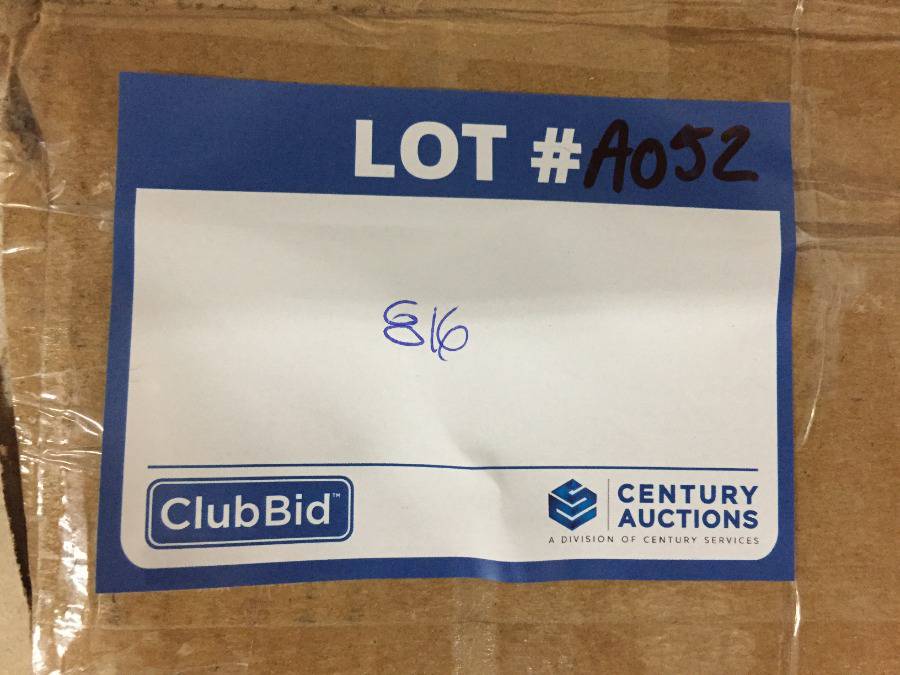 LOT #A052
816
ClubBid™
CENTURY
AUCTIONS
A DIVISION OF CENTURY SERVICES